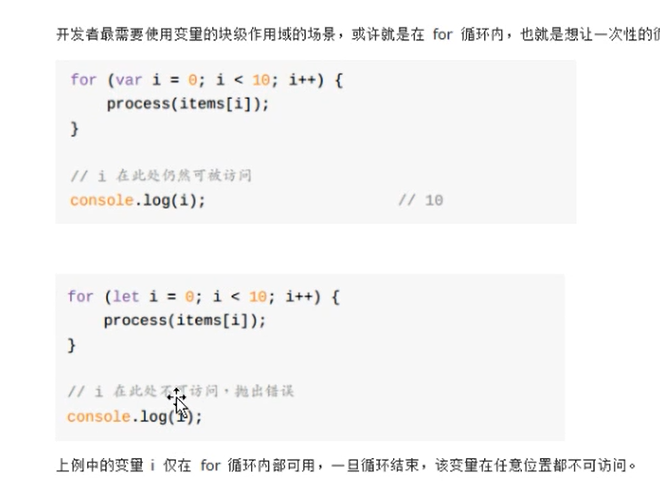 开发者最需要使用变量的块级作用域的场景，或许就是在 for 循环内，也就是想让一次性的
for (var i = 0; i < 10; i++) {
    process(items[i]);
}
// i 在此处仍然可被访问
console.log(i);                     // 10
for (let i = 0; i < 10; i++) {
    process(items[i]);
}
// i 在此处不可访问，抛出错误
console.log(i);
上例中的变量 i 仅在 for 循环内部可用，一旦循环结束，该变量在任意位置都不可访问。